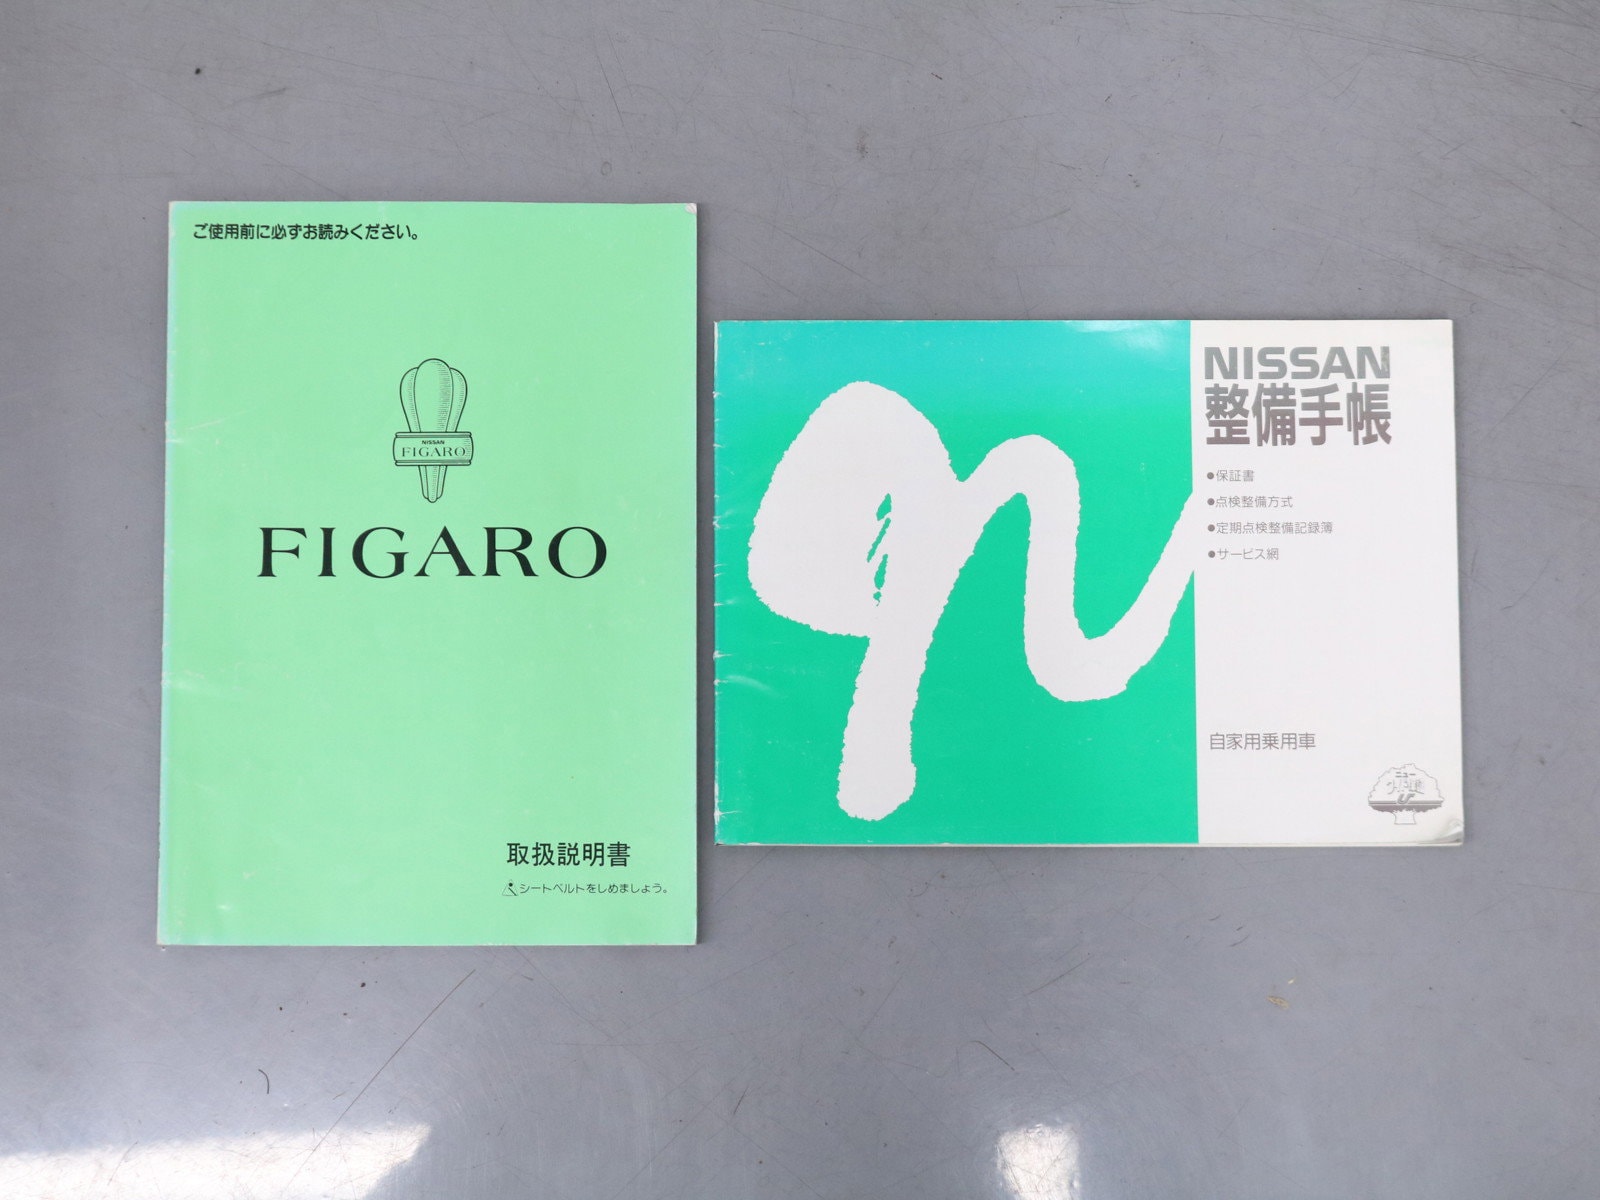 ご使用前に必ずお読みください。
NISSAN
FIGARO
FIGARO
取扱説明書
シートベルトをしめましょう。
NISSAN
整備手帳
●保証書
●点検整備方式
●定期点検整備記録簿
●サービス網
自家用乗用車
ニュー